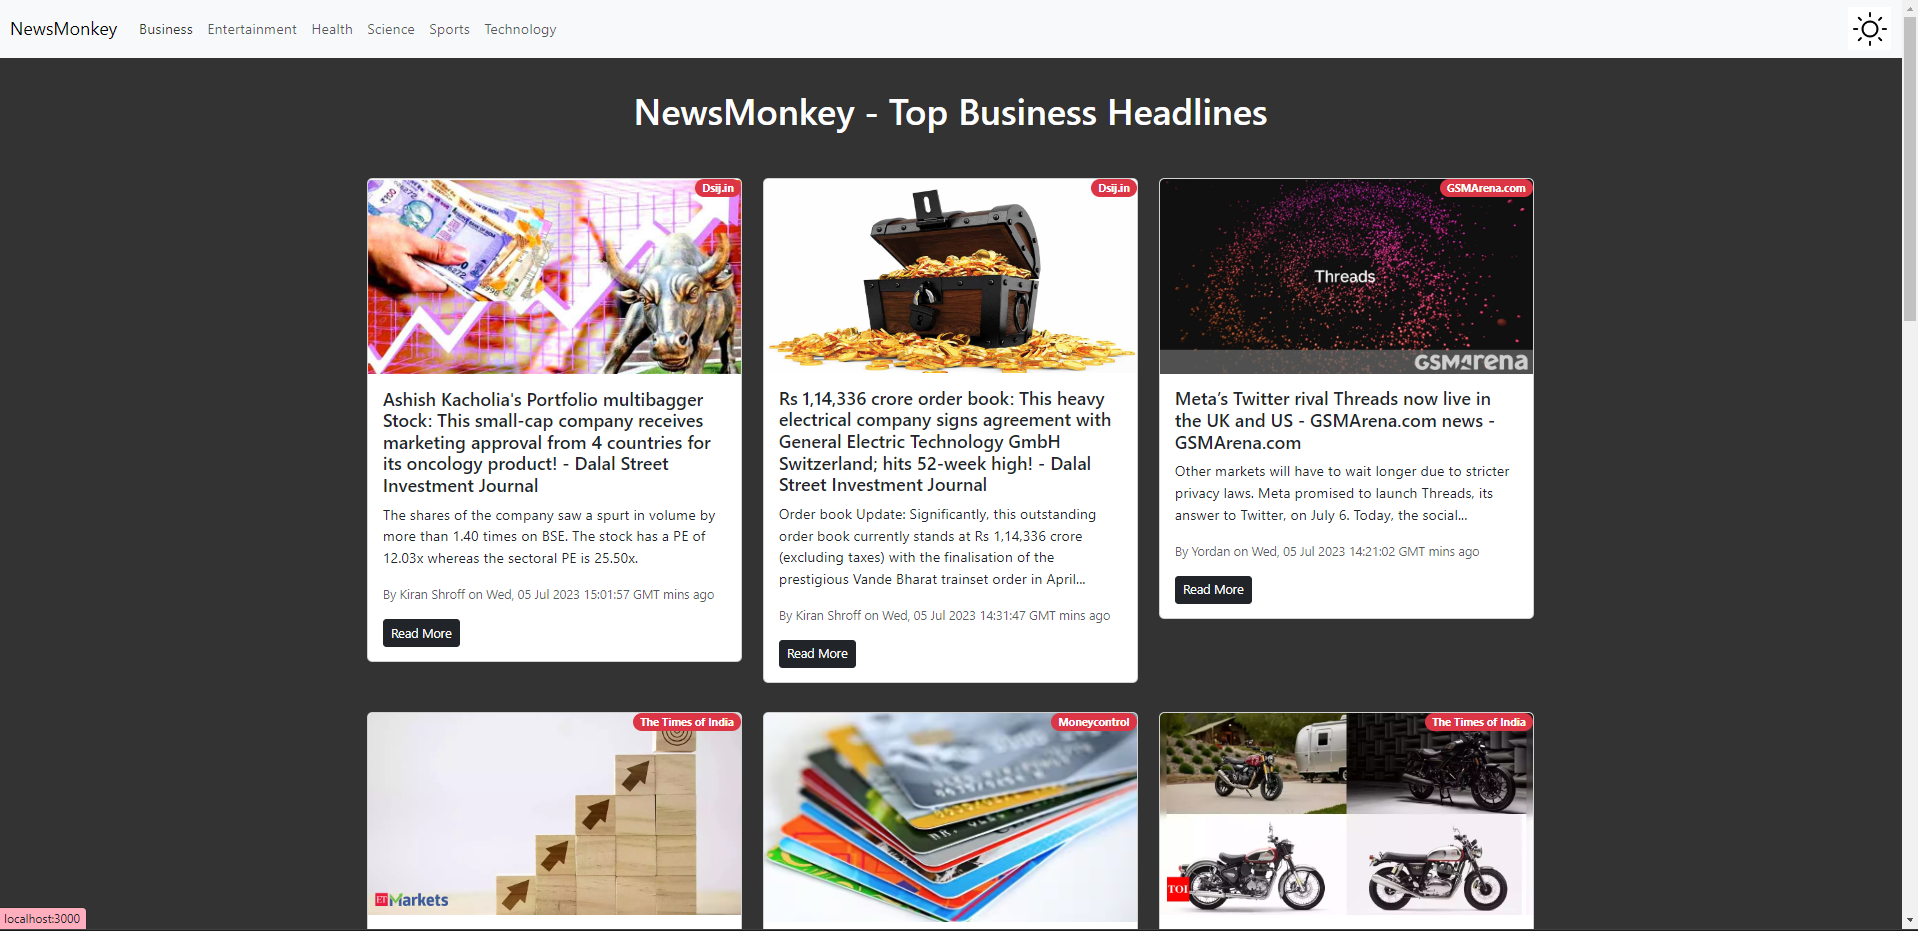 NewsMonkey Business Entertainment Health Science Sports Technology
NewsMonkey - Top Business Headlines
Dsij.in
Ashish Kacholia's Portfolio multibagger
Stock: This small-cap company receives
marketing approval from 4 countries for
its oncology product! - Dalal Street
Investment Journal
The shares of the company saw a spurt in volume by
more than 1.40 times on BSE. The stock has a PE of
12.03x whereas the sectoral PE is 25.50x.
By Kiran Shroff on Wed, 05 Jul 2023 15:01:57 GMT mins ago
Read More
Dsij.in
Rs 1,14,336 crore order book: This heavy
electrical company signs agreement with
General Electric Technology GmbH
Switzerland; hits 52-week high! - Dalal
Street Investment Journal
Order book Update: Significantly, this outstanding
order book currently stands at Rs 1,14,336 crore
(excluding taxes) with the finalisation of the
prestigious Vande Bharat trainset order in April...
By Kiran Shroff on Wed, 05 Jul 2023 14:31:47 GMT mins ago
Read More
GSMArena.com
Threads
GSMArena
Meta’s Twitter rival Threads now live in
the UK and US - GSMArena.com news -
GSMArena.com
Other markets will have to wait longer due to stricter
privacy laws. Meta promised to launch Threads, its
answer to Twitter, on July 6. Today, the social...
By Yordan on Wed, 05 Jul 2023 14:21:02 GMT mins ago
Read More
The Times of India
ET Markets
Moneycontrol
The Times of India
TOI
localhost:3000